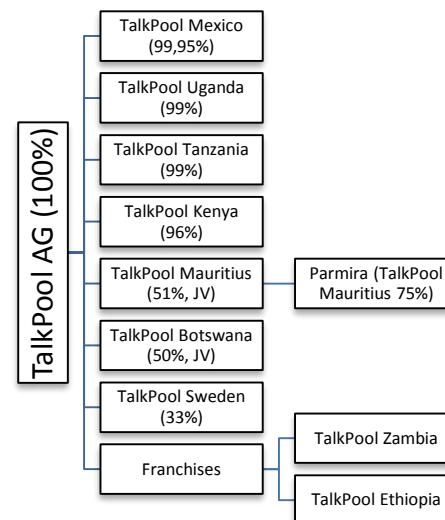 TalkPool AG (100%)
TalkPool Mexico
(99,95%)
TalkPool Uganda
(99%)
TalkPool Tanzania
(99%)
TalkPool Kenya
(96%)
TalkPool Mauritius
(51%, JV)
Parmira (TalkPool
Mauritius 75%)
TalkPool Botswana
(50%, JV)
TalkPool Sweden
(33%)
Franchises
TalkPool Zambia
TalkPool Ethiopia